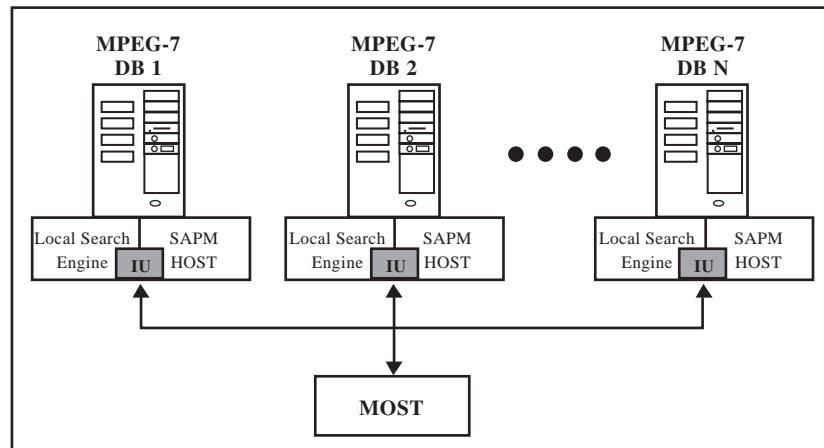 MPEG-7
DB 1
MPEG-7
DB 2
MPEG-7
DB N
Local Search
Engine
IU
SAPM
HOST
Local Search
Engine
IU
SAPM
HOST
Local Search
Engine
IU
SAPM
HOST
MOST